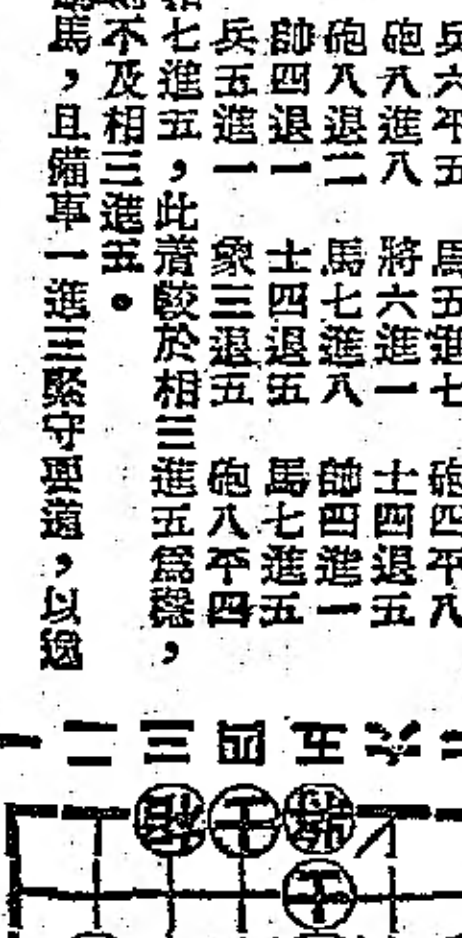 兵六平五　馬五進七　砲四平八
砲八進八　將六進一　士四退五
砲八退二　馬七進八　帥四進一
帥四退一　士四退五　馬七進五
兵五進一　象三退五　砲八平四
七進五，此着較於相三進五為穩，
不及相三進五。
馬，且備車一進三緊守要道，以逸
一二三四五六
士
士